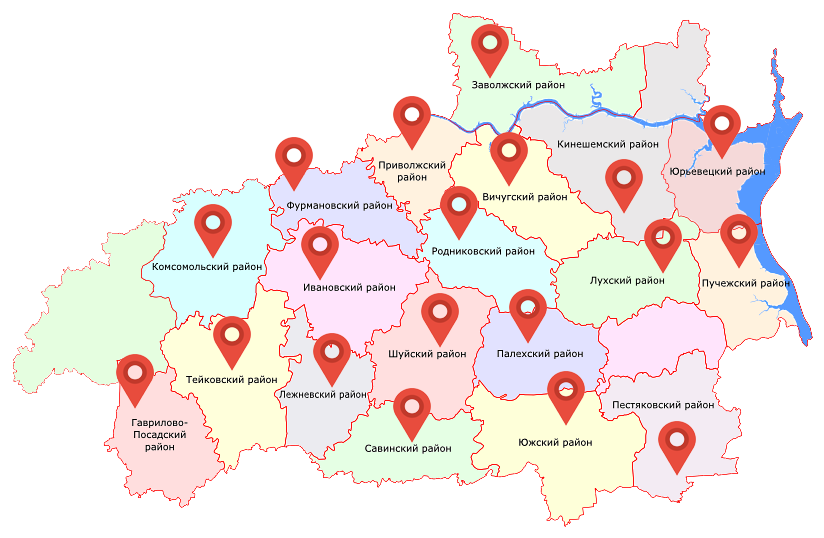 Заволжский район
Кинешемский район
Приволжский
район
Юрьевецкий район
Вичугский район
Фурмановский район
Родниковский район
Комсомольский район
Лухский район
Пучежский район
Ивановский район
Шуйский район
Палехский район
Тейковский район
Лежневский район
Пестяковский район
Гаврилово-
Посадский
район
Южский район
Савинский район